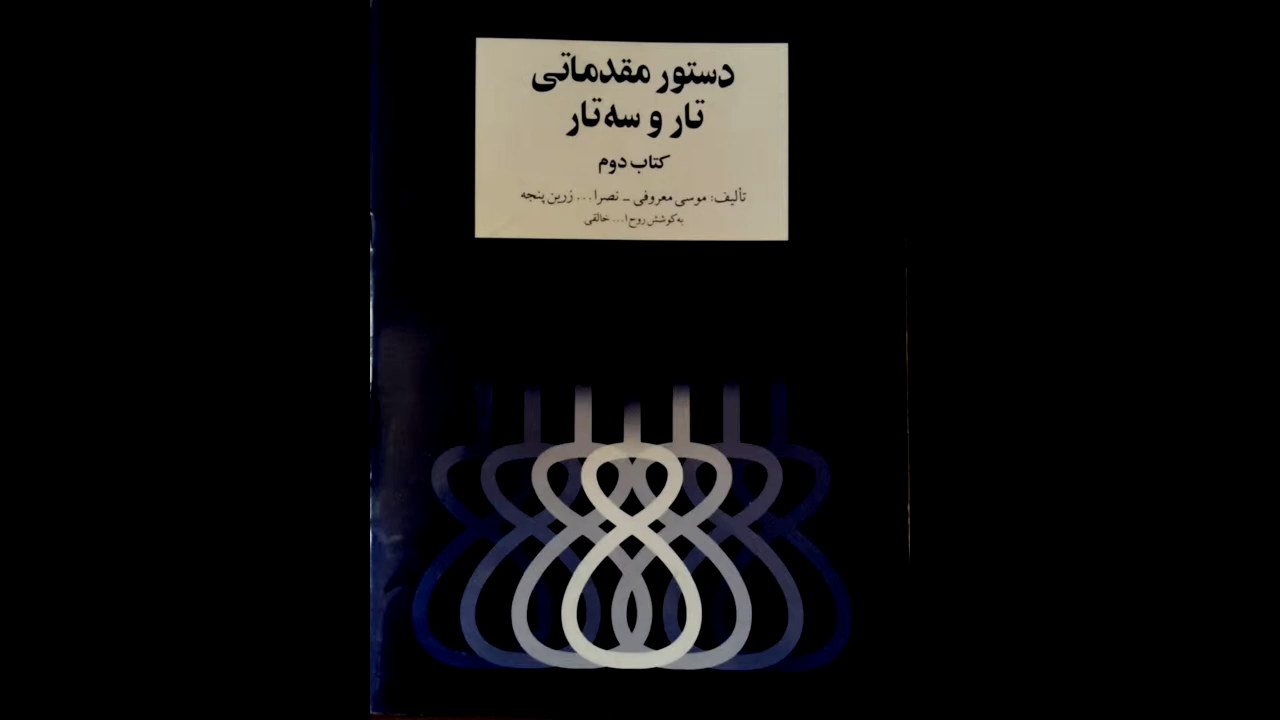 دستور مقدماتی
تار و سه‌تار
کتاب دوم
تألیف: موسی معروفی ـ نصرا... زرین‌پنجه
به‌کوشش روح‌ا... خالقی